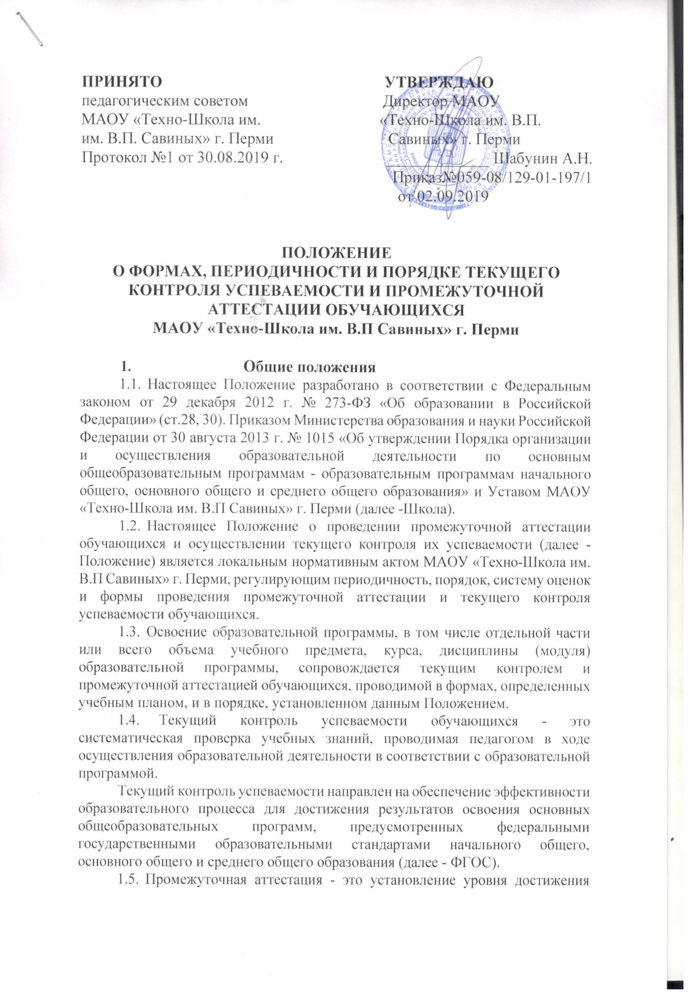 ПРИНЯТО
педагогическим советом
МАОУ «Техно-Школа им.
им. В.П. Савиных» г. Перми
Протокол №1 от 30.08.2019 г.
УТВЕРЖДАЮ
Директор МАОУ
«Техно-Школа им. В.П.
Савиных» г. Перми
Шабунин А.Н.
Приказ№059-08/129-01-197/1
от 02.09.2019
ПОЛОЖЕНИЕ
О ФОРМАХ, ПЕРИОДИЧНОСТИ И ПОРЯДКЕ ТЕКУЩЕГО
КОНТРОЛЯ УСПЕВАЕМОСТИ И ПРОМЕЖУТОЧНОЙ
АТТЕСТАЦИИ ОБУЧАЮЩИХСЯ
МАОУ «Техно-Школа им. В.П Савиных» г. Перми
1. Общие положения
1.1. Настоящее Положение разработано в соответствии с Федеральным
законом от 29 декабря 2012 г. № 273-ФЗ «Об образовании в Российской
Федерации» (ст.28, 30). Приказом Министерства образования и науки Российской
Федерации от 30 августа 2013 г. № 1015 «Об утверждении Порядка организации
и осуществления образовательной деятельности по основным
общеобразовательным программам - образовательным программам начального
общего, основного общего и среднего общего образования» и Уставом МАОУ
«Техно-Школа им. В.П Савиных» г. Перми (далее -Школа).
1.2. Настоящее Положение о проведении промежуточной аттестации
обучающихся и осуществлении текущего контроля их успеваемости (далее -
Положение) является локальным нормативным актом МАОУ «Техно-Школа им.
В.П Савиных» г. Перми, регулирующим периодичность, порядок, систему оценок
и формы проведения промежуточной аттестации и текущего контроля
успеваемости обучающихся.
1.3. Освоение образовательной программы, в том числе отдельной части
или всего объема учебного предмета, курса, дисциплины (модуля)
образовательной программы, сопровождается текущим контролем и
промежуточной аттестацией обучающихся, проводимой в формах, определенных
учебным планом, и в порядке, установленном данным Положением.
1.4. Текущий контроль успеваемости обучающихся - это
систематическая проверка учебных знаний, проводимая педагогом в ходе
осуществления образовательной деятельности в соответствии с образовательной
программой.
Текущий контроль успеваемости направлен на обеспечение эффективности
образовательного процесса для достижения результатов освоения основных
общеобразовательных программ, предусмотренных федеральными
государственными образовательными стандартами начального общего,
основного общего и среднего общего образования (далее - ФГОС).
1.5. Промежуточная аттестация - это установление уровня достижения